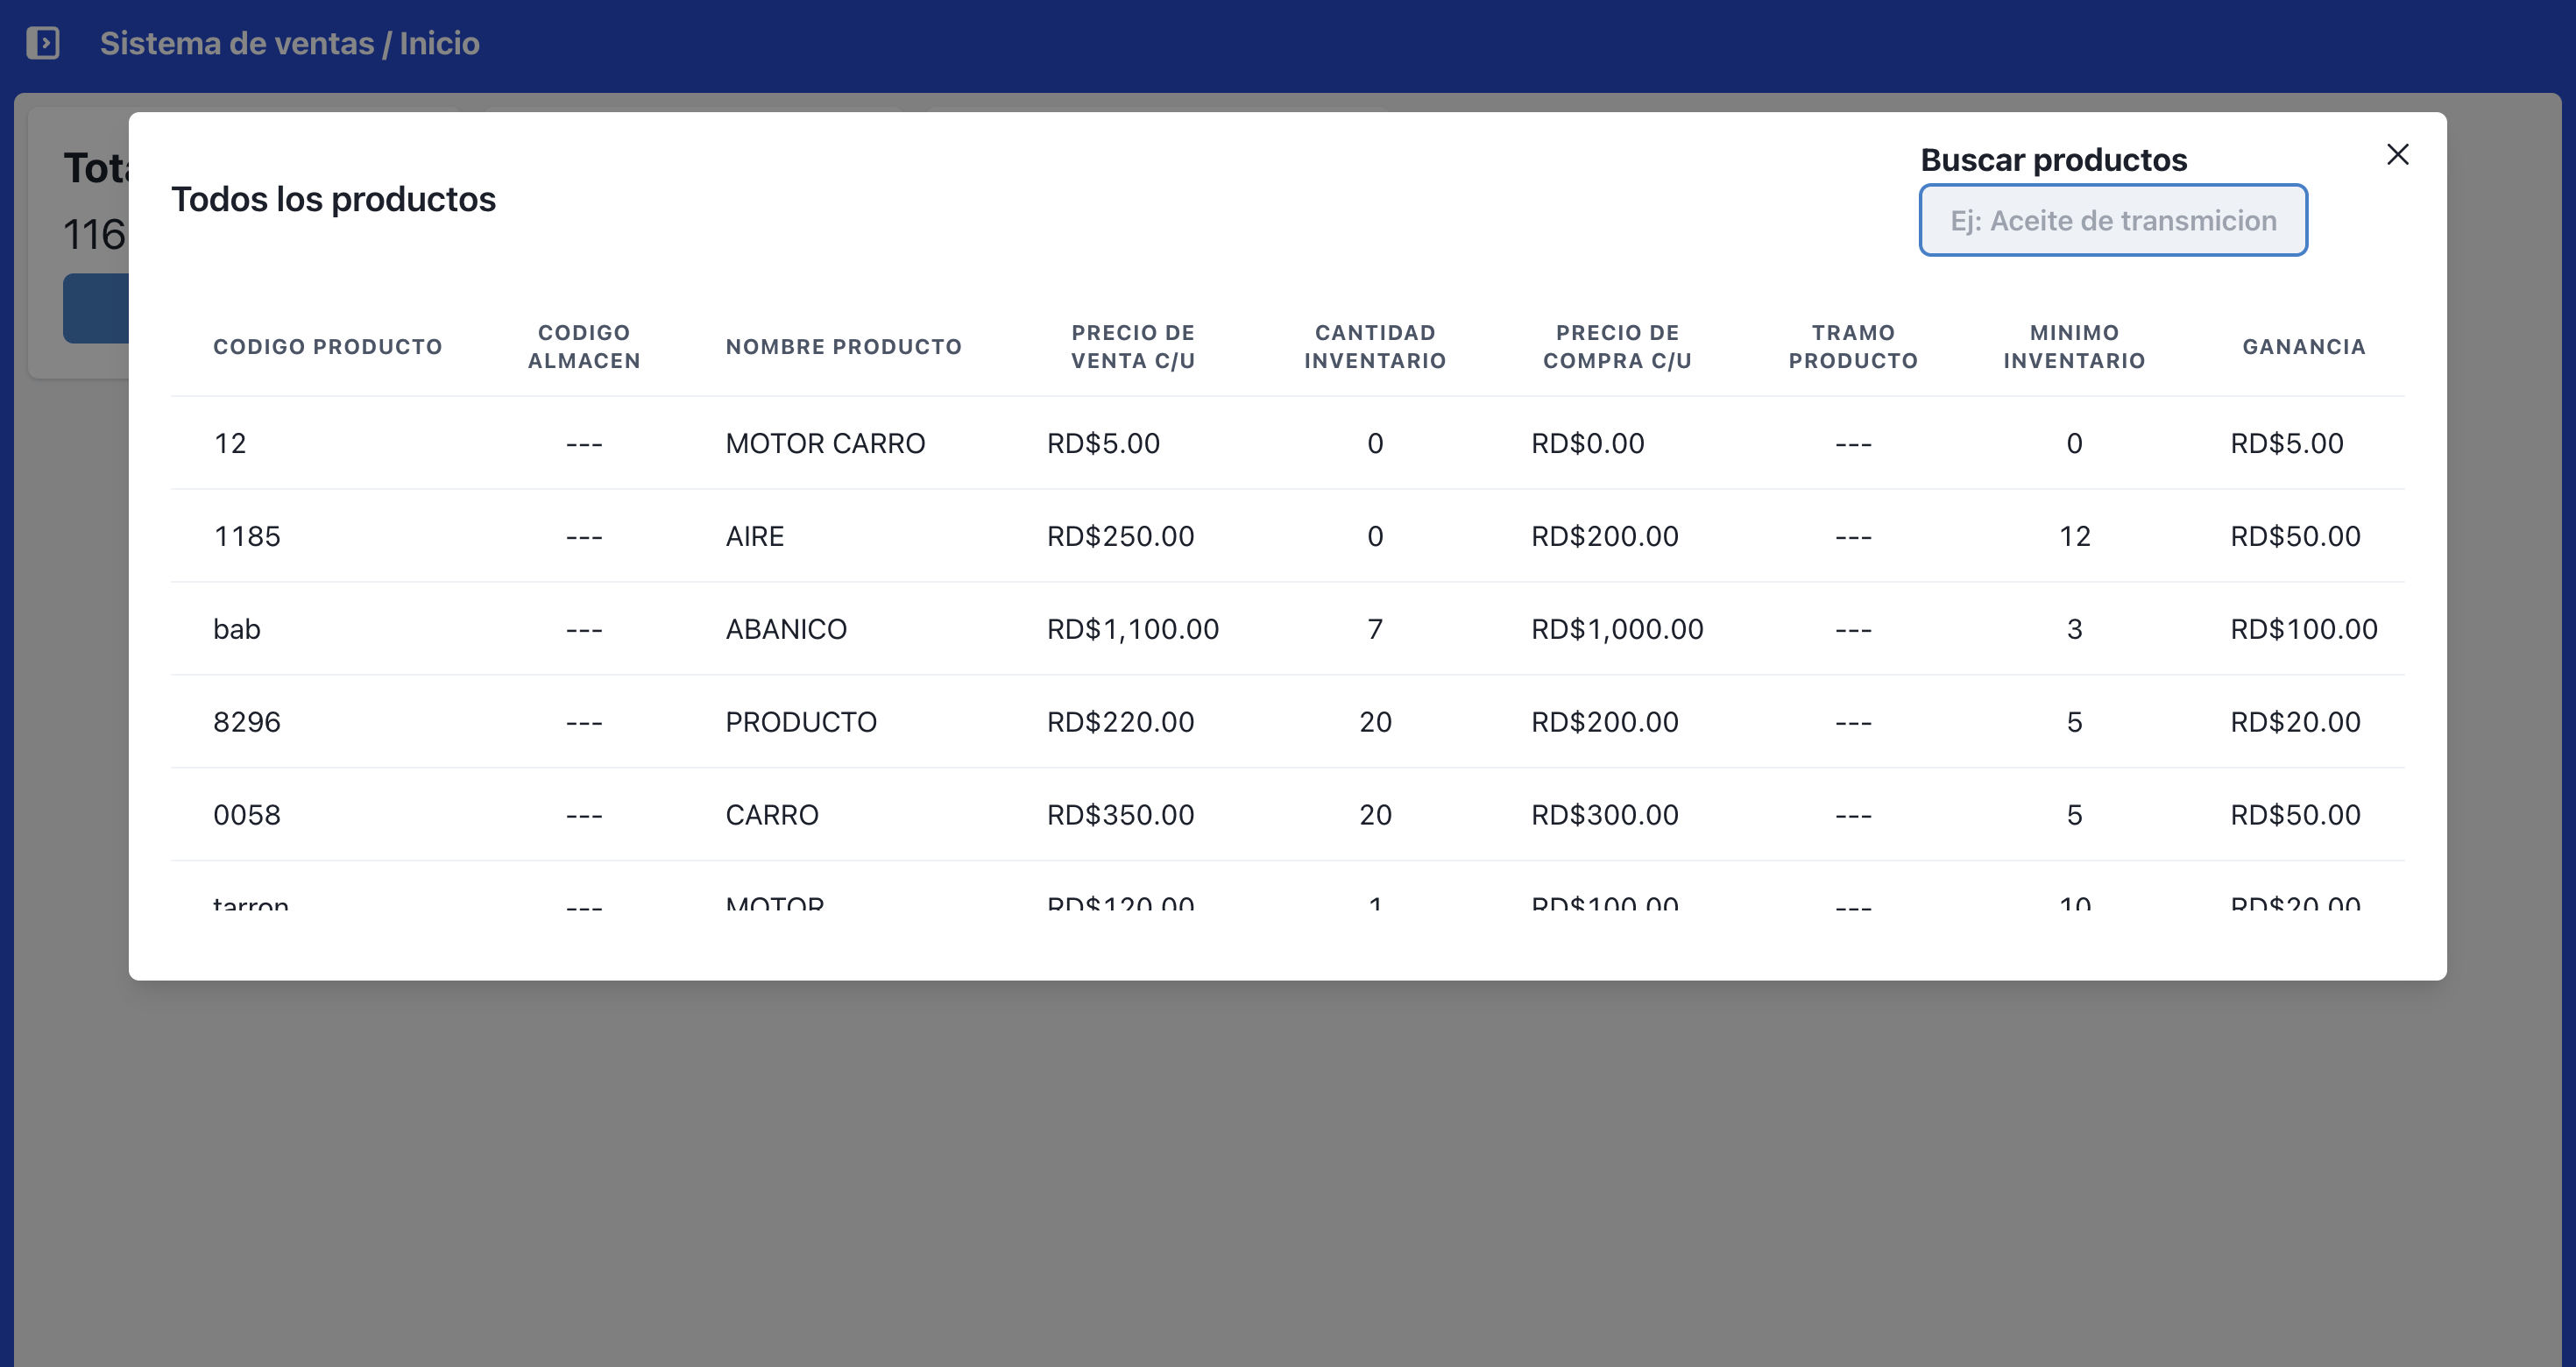 Sistema de ventas / Inicio
116
Todos los productos
Buscar productos
Ej: Aceite de transmicion
CODIGO PRODUCTO CODIGO ALMACEN NOMBRE PRODUCTO PRECIO DE VENTA C/U CANTIDAD INVENTARIO PRECIO DE COMPRA C/U TRAMO PRODUCTO MINIMO INVENTARIO GANANCIA
12 --- MOTOR CARRO RD$5.00 0 RD$0.00 --- 0 RD$5.00
1185 --- AIRE RD$250.00 0 RD$200.00 --- 12 RD$50.00
bab --- ABANICO RD$1,100.00 7 RD$1,000.00 --- 3 RD$100.00
8296 --- PRODUCTO RD$220.00 20 RD$200.00 --- 5 RD$20.00
0058 --- CARRO RD$350.00 20 RD$300.00 --- 5 RD$50.00
tarron --- MOTOR RD$120.00 1 RD$100.00 --- 10 RD$20.00